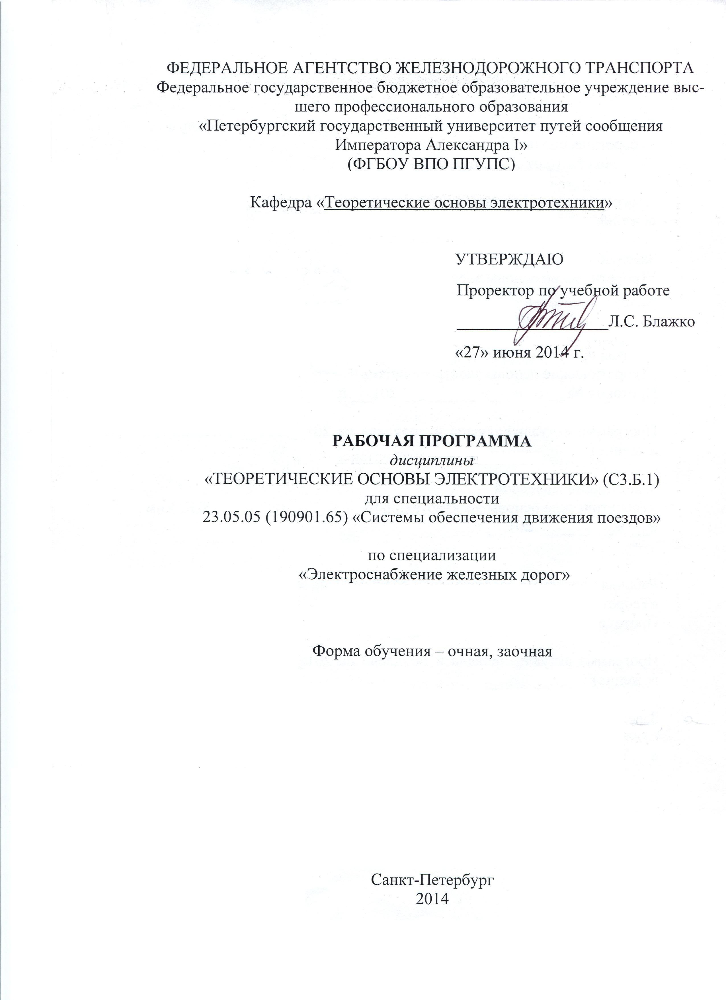 ФЕДЕРАЛЬНОЕ АГЕНТСТВО ЖЕЛЕЗНОДОРОЖНОГО ТРАНСПОРТА
Федеральное государственное бюджетное образовательное учреждение выс-
шего профессионального образования
«Петербургский государственный университет путей сообщения
Императора Александра I»
(ФГБОУ ВПО ПГУПС)
Кафедра «Теоретические основы электротехники»
УТВЕРЖДАЮ
Проректор по учебной работе
Л.С. Блажко
«27» июня 2014 г.
РАБОЧАЯ ПРОГРАММА
дисциплины
«ТЕОРЕТИЧЕСКИЕ ОСНОВЫ ЭЛЕКТРОТЕХНИКИ» (С3.Б.1)
для специальности
23.05.05 (190901.65) «Системы обеспечения движения поездов»
по специализации
«Электроснабжение железных дорог»
Форма обучения – очная, заочная
Санкт-Петербург
2014